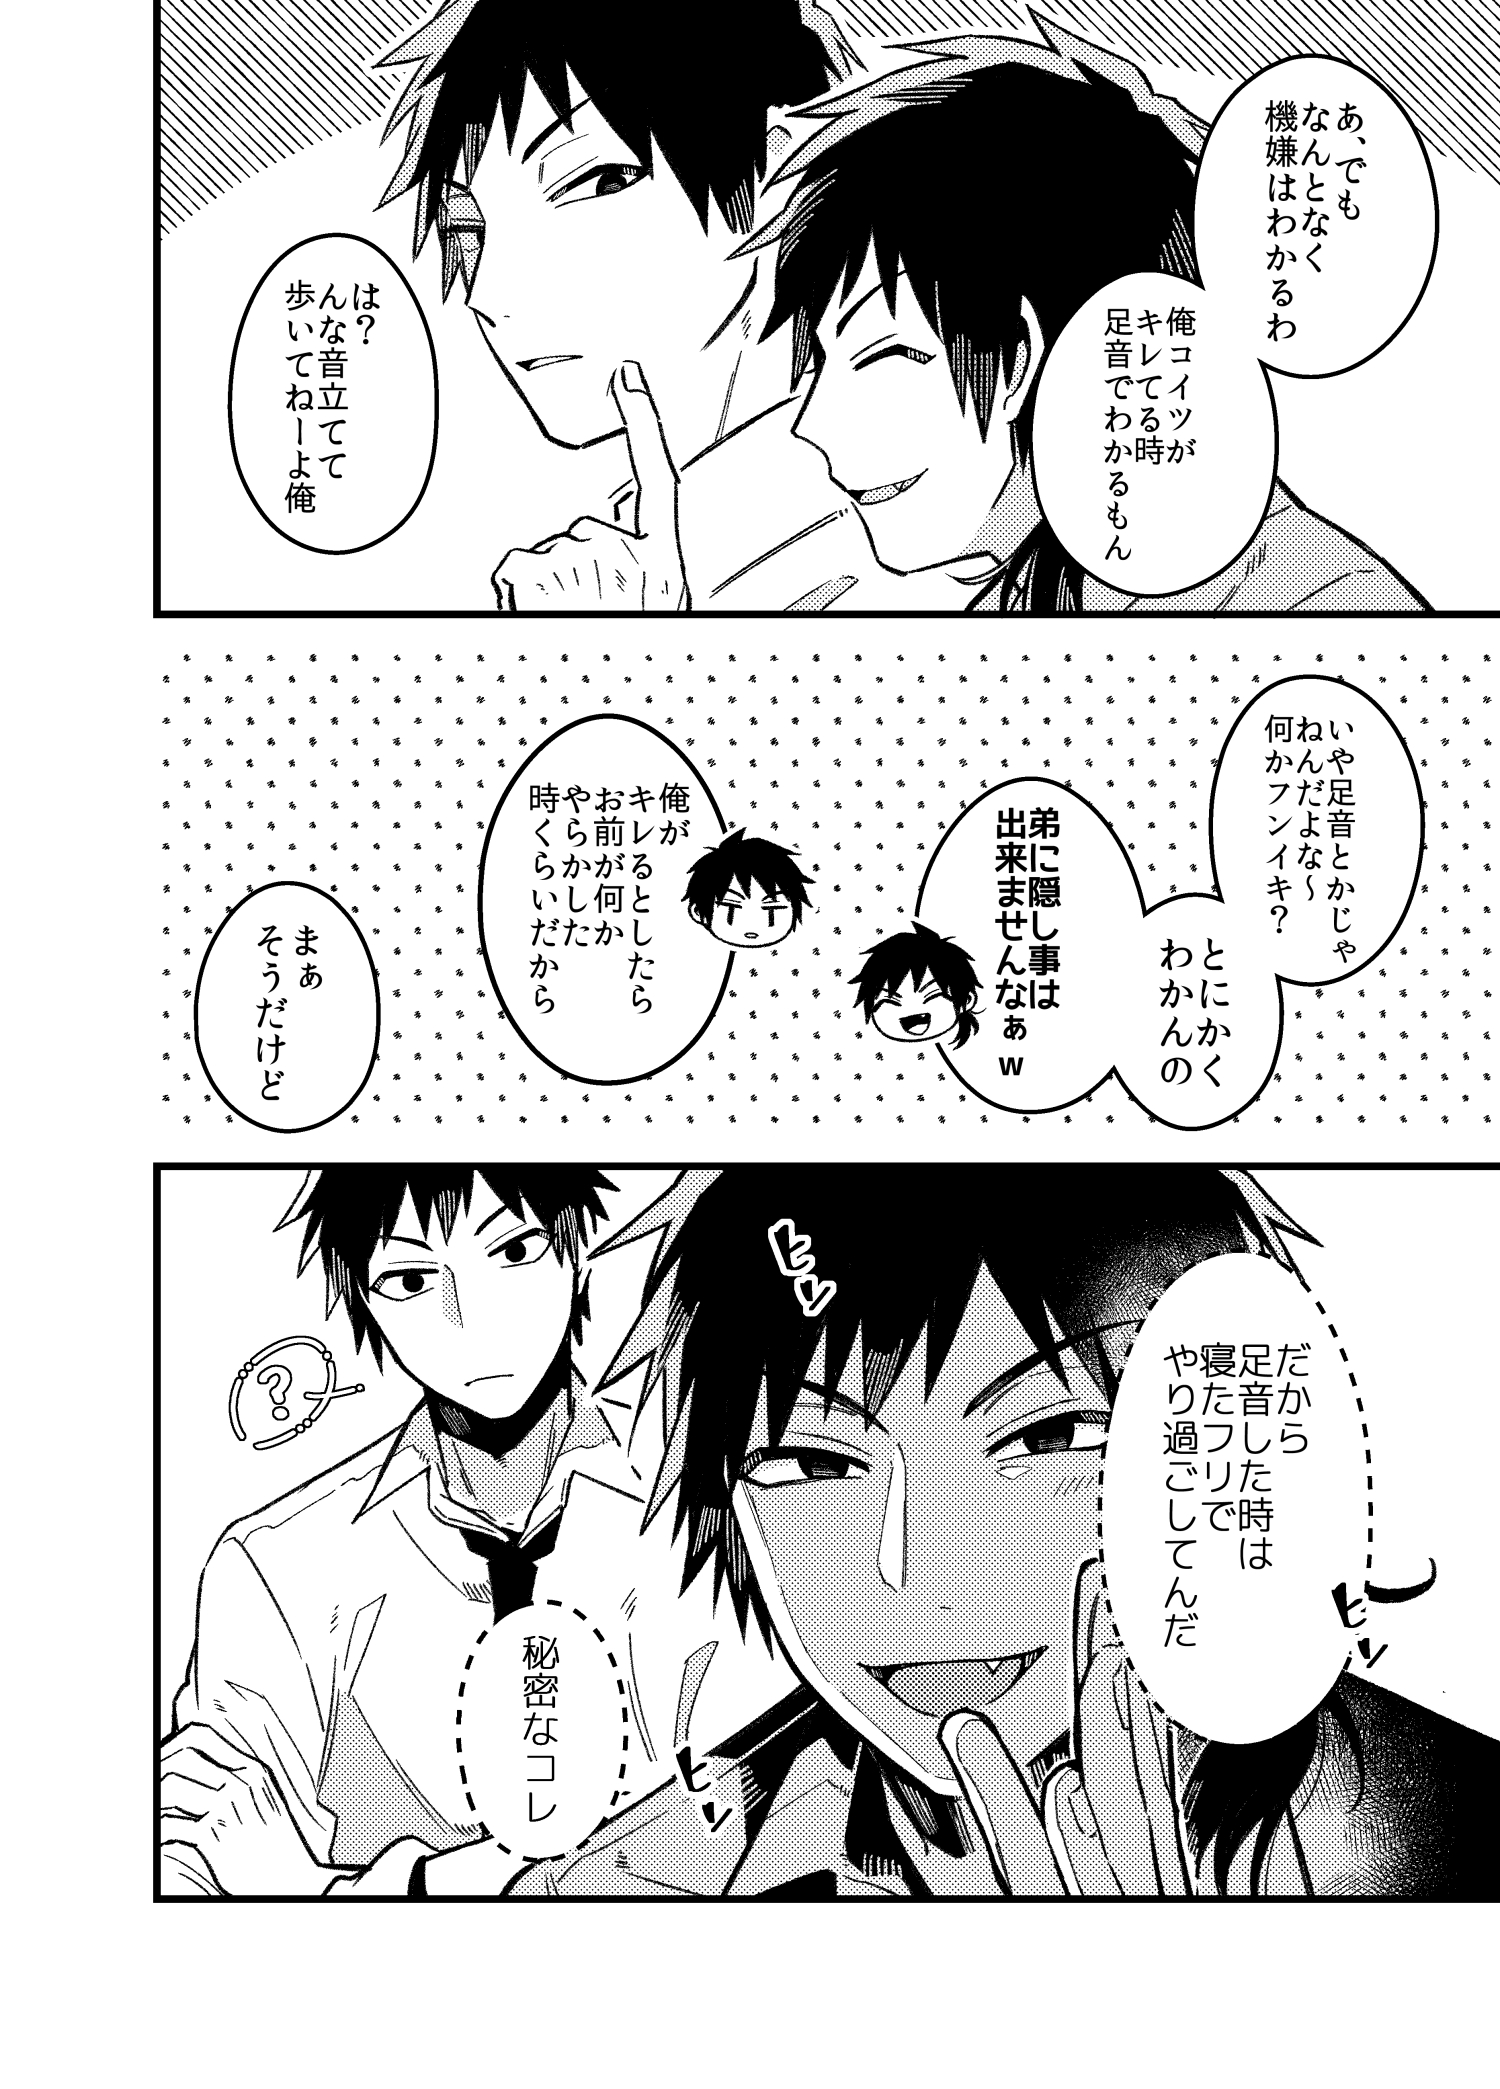 あ、でも
なんとなく
機嫌はわかるわ
俺コイツが
キレてる時
足音でわかるもん
は？
んな音立てて
歩いてねーよ俺
いや足音とかじゃ
ねんだよな〜
何かフンイキ？
とにかく
わかんの
弟に隠し事は
出来ませんなぁw
俺が
キレるとしたら
お前が何か
やらかした
時くらいだから
まぁ
そうだけど
だから
足音した時は
寝たフリで
やり過ごしてんだ
ヒソ
ヒソ
ヒソ
秘密なコレ
？